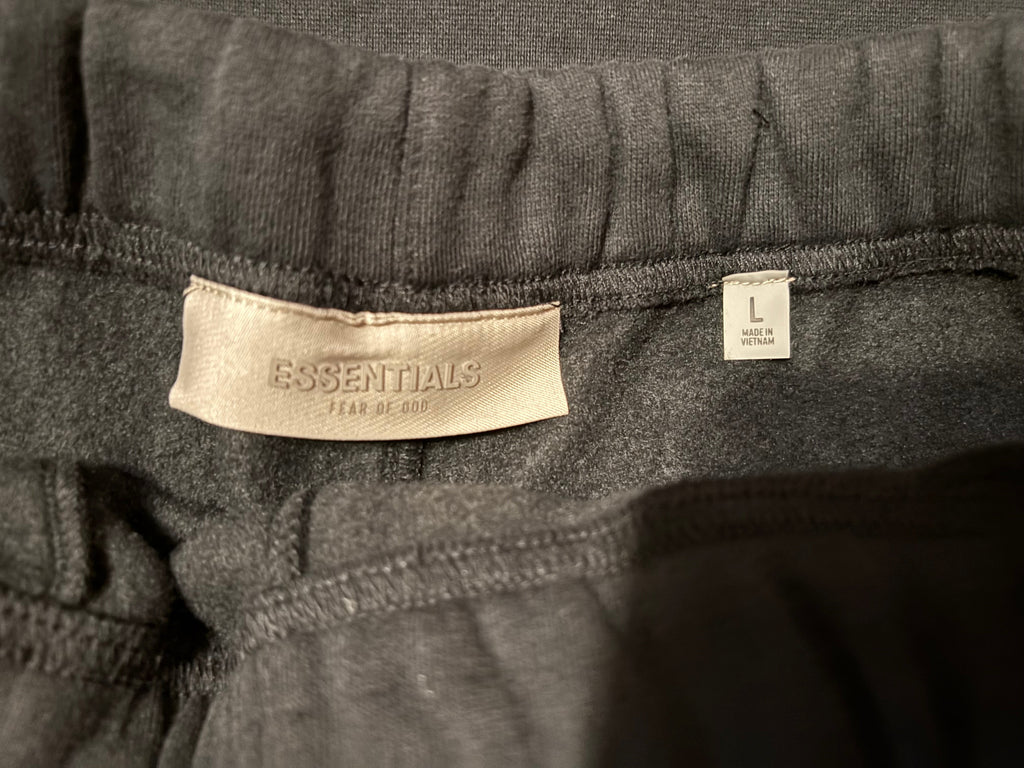 ESSENTIALS
FEAR OF GOD
L
MADE IN
VIETNAM